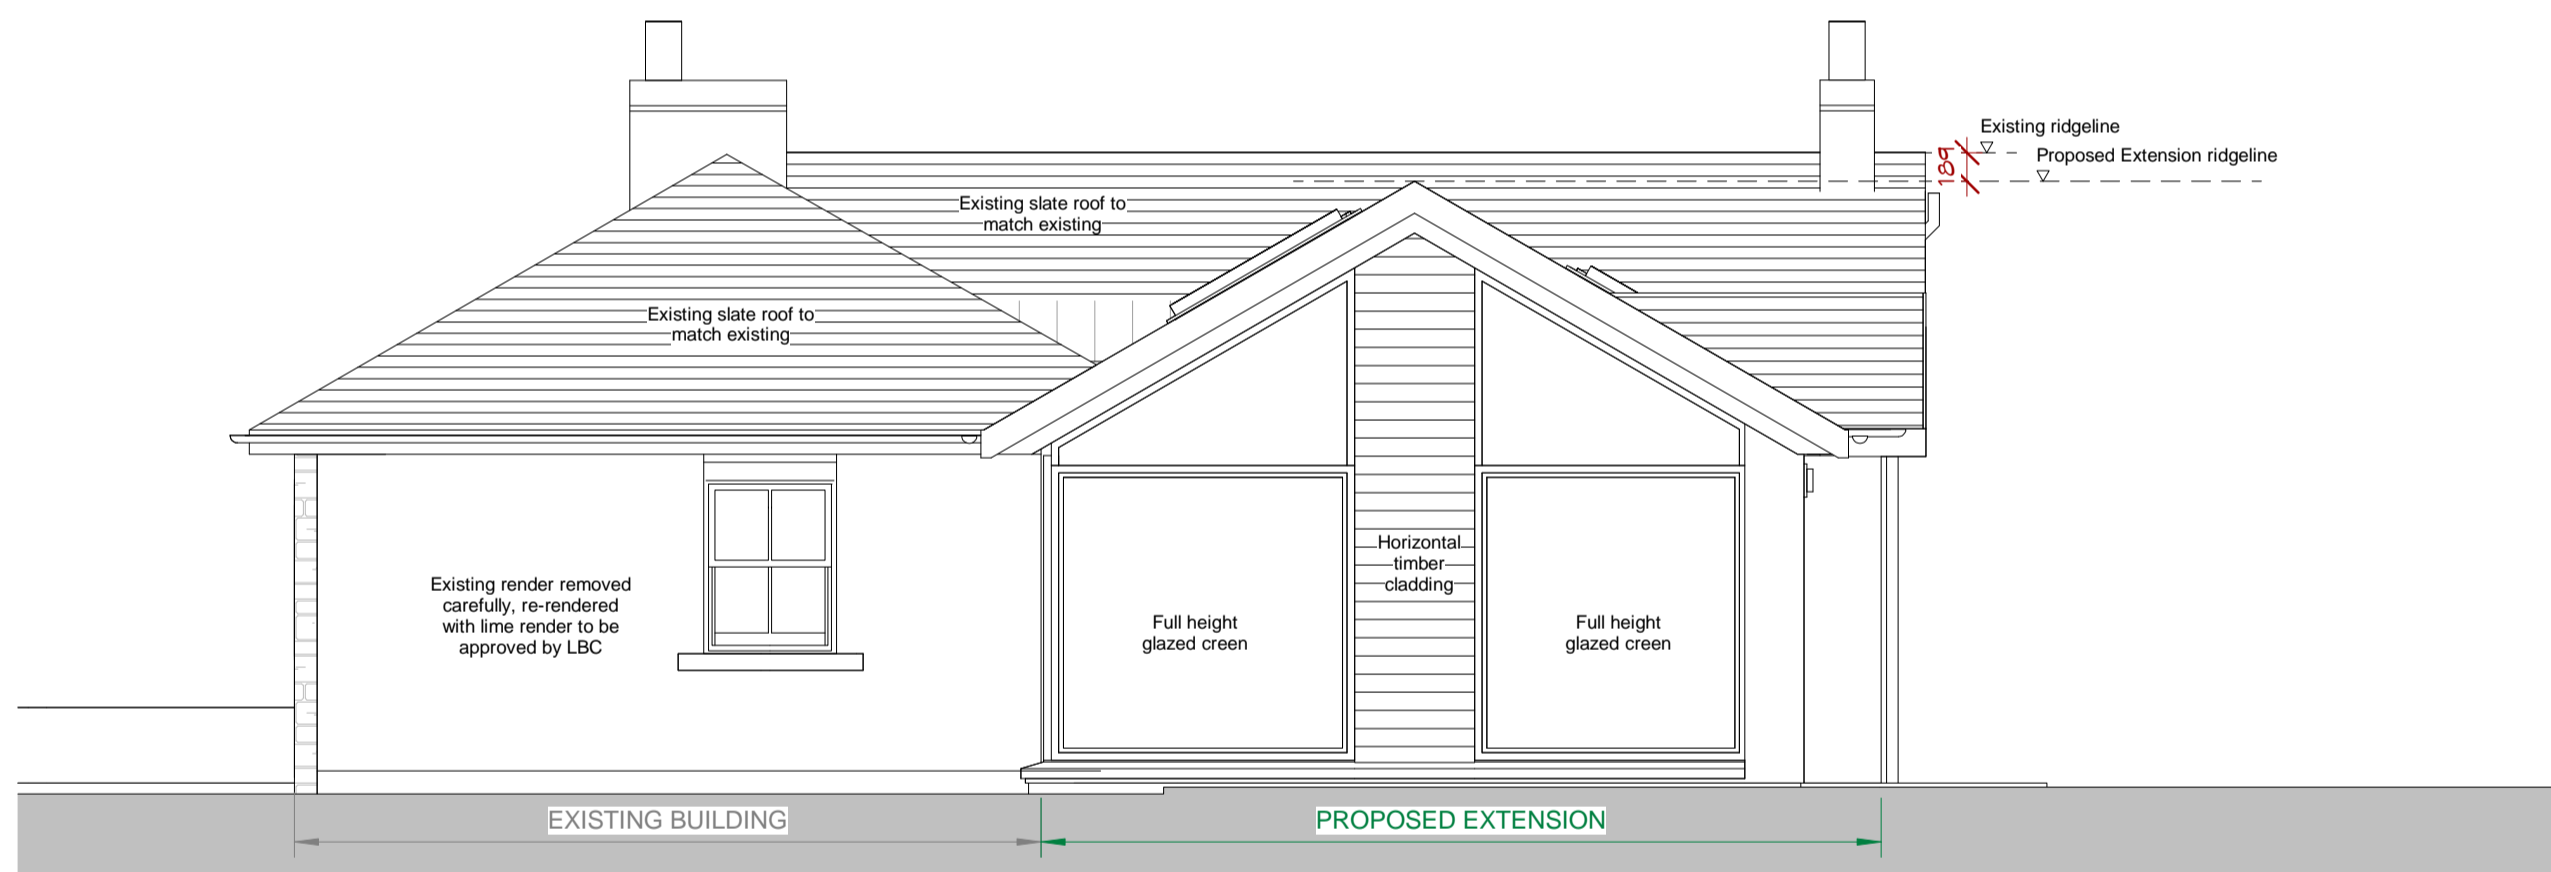 Existing ridgeline
Proposed Extension ridgeline
189
Existing slate roof to
match existing
Existing slate roof to
match existing
Existing render removed
carefully, re-rendered
with lime render to be
approved by LBC
Horizontal
timber
cladding
Full height
glazed creen
Full height
glazed creen
EXISTING BUILDING
PROPOSED EXTENSION